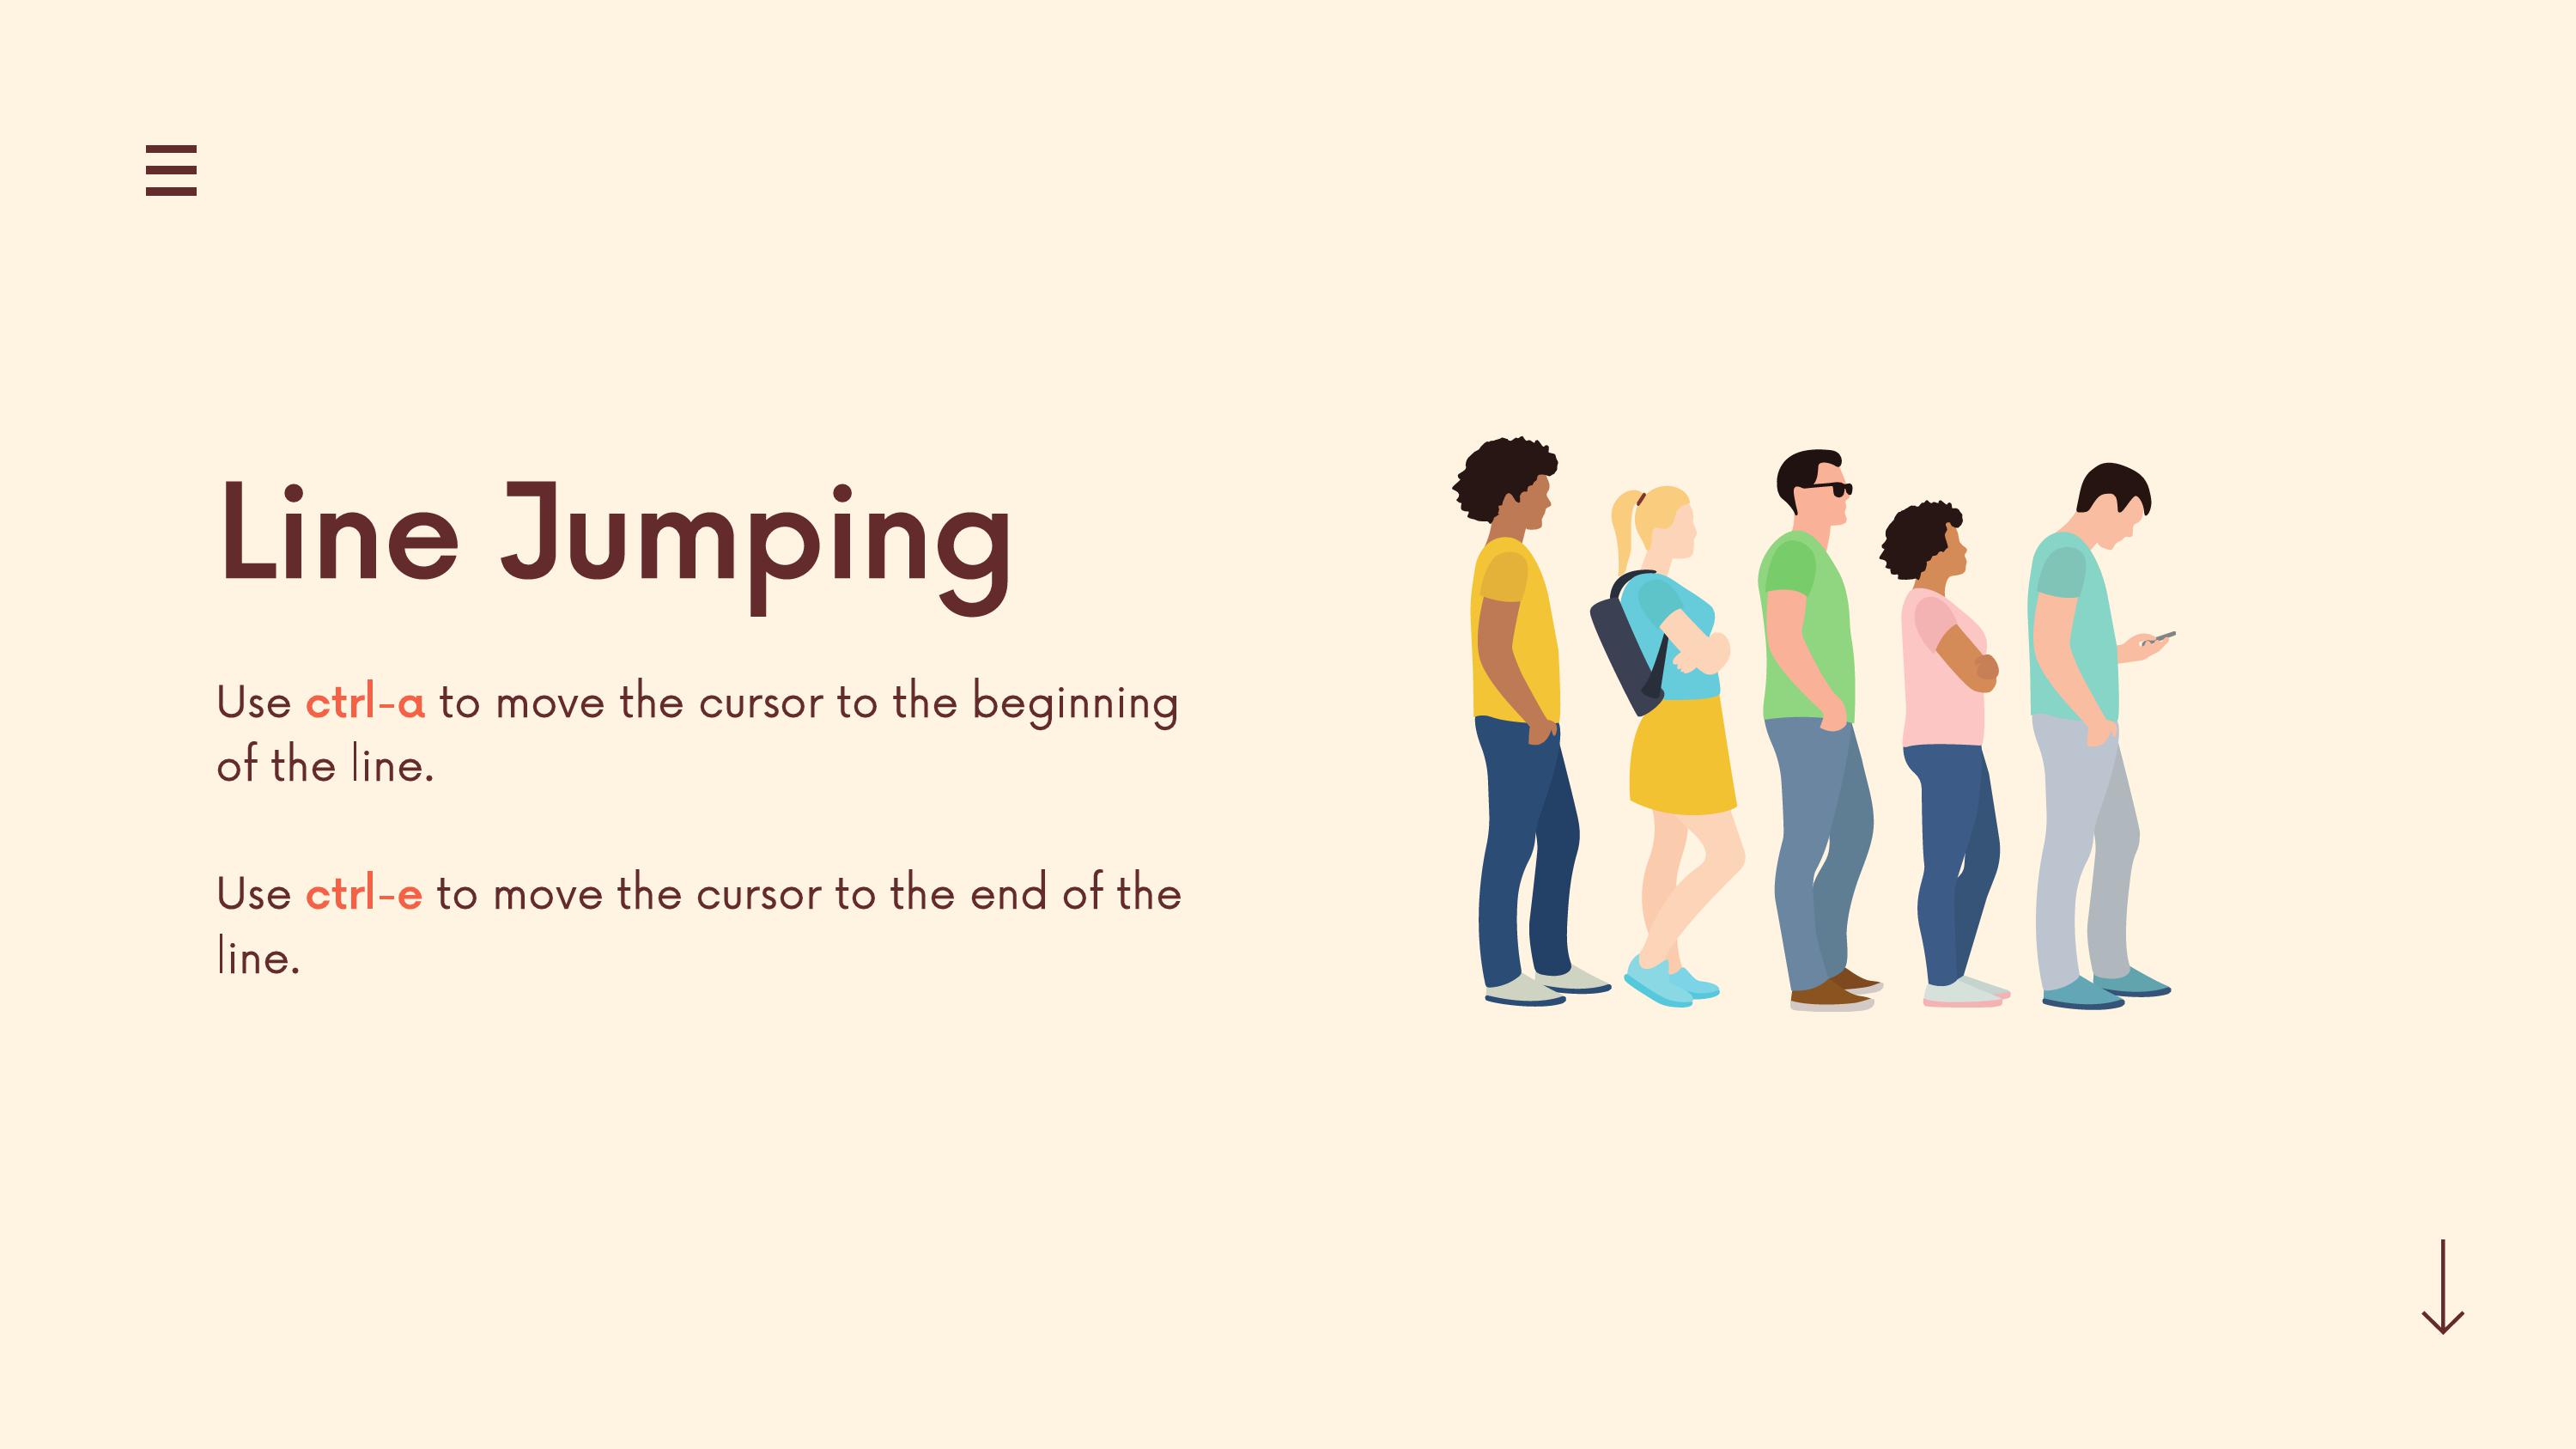 Line Jumping
Use ctrl-a to move the cursor to the beginning
of the line.
Use ctrl-e to move the cursor to the end of the
line.